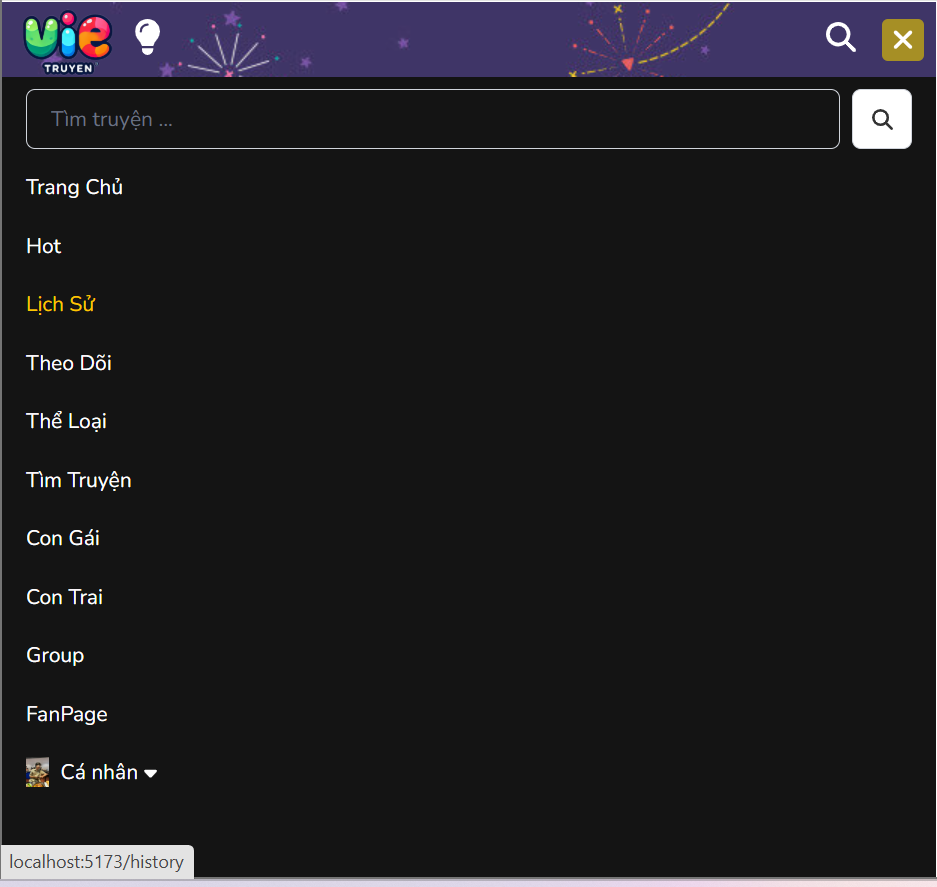 vie
TRUYEN
Tìm truyện ...
Trang Chủ
Hot
Lịch Sử
Theo Dõi
Thể Loại
Tìm Truyện
Con Gái
Con Trai
Group
FanPage
Cá nhân
localhost:5173/history